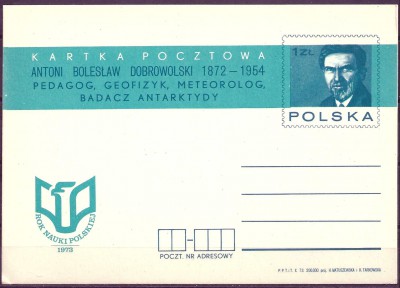 KARTKA POCZTOWA
ANTONI BOLESŁAW DOBROWOLSKI 1872 — 1954
PEDAGOG, GEOFIZYK, METEOROLOG,
BADACZ ANTARKTYDY
1 ZŁ
POLSKA
ROK NAUKI POLSKIEJ
1973
POCZT. NR ADRESOWY